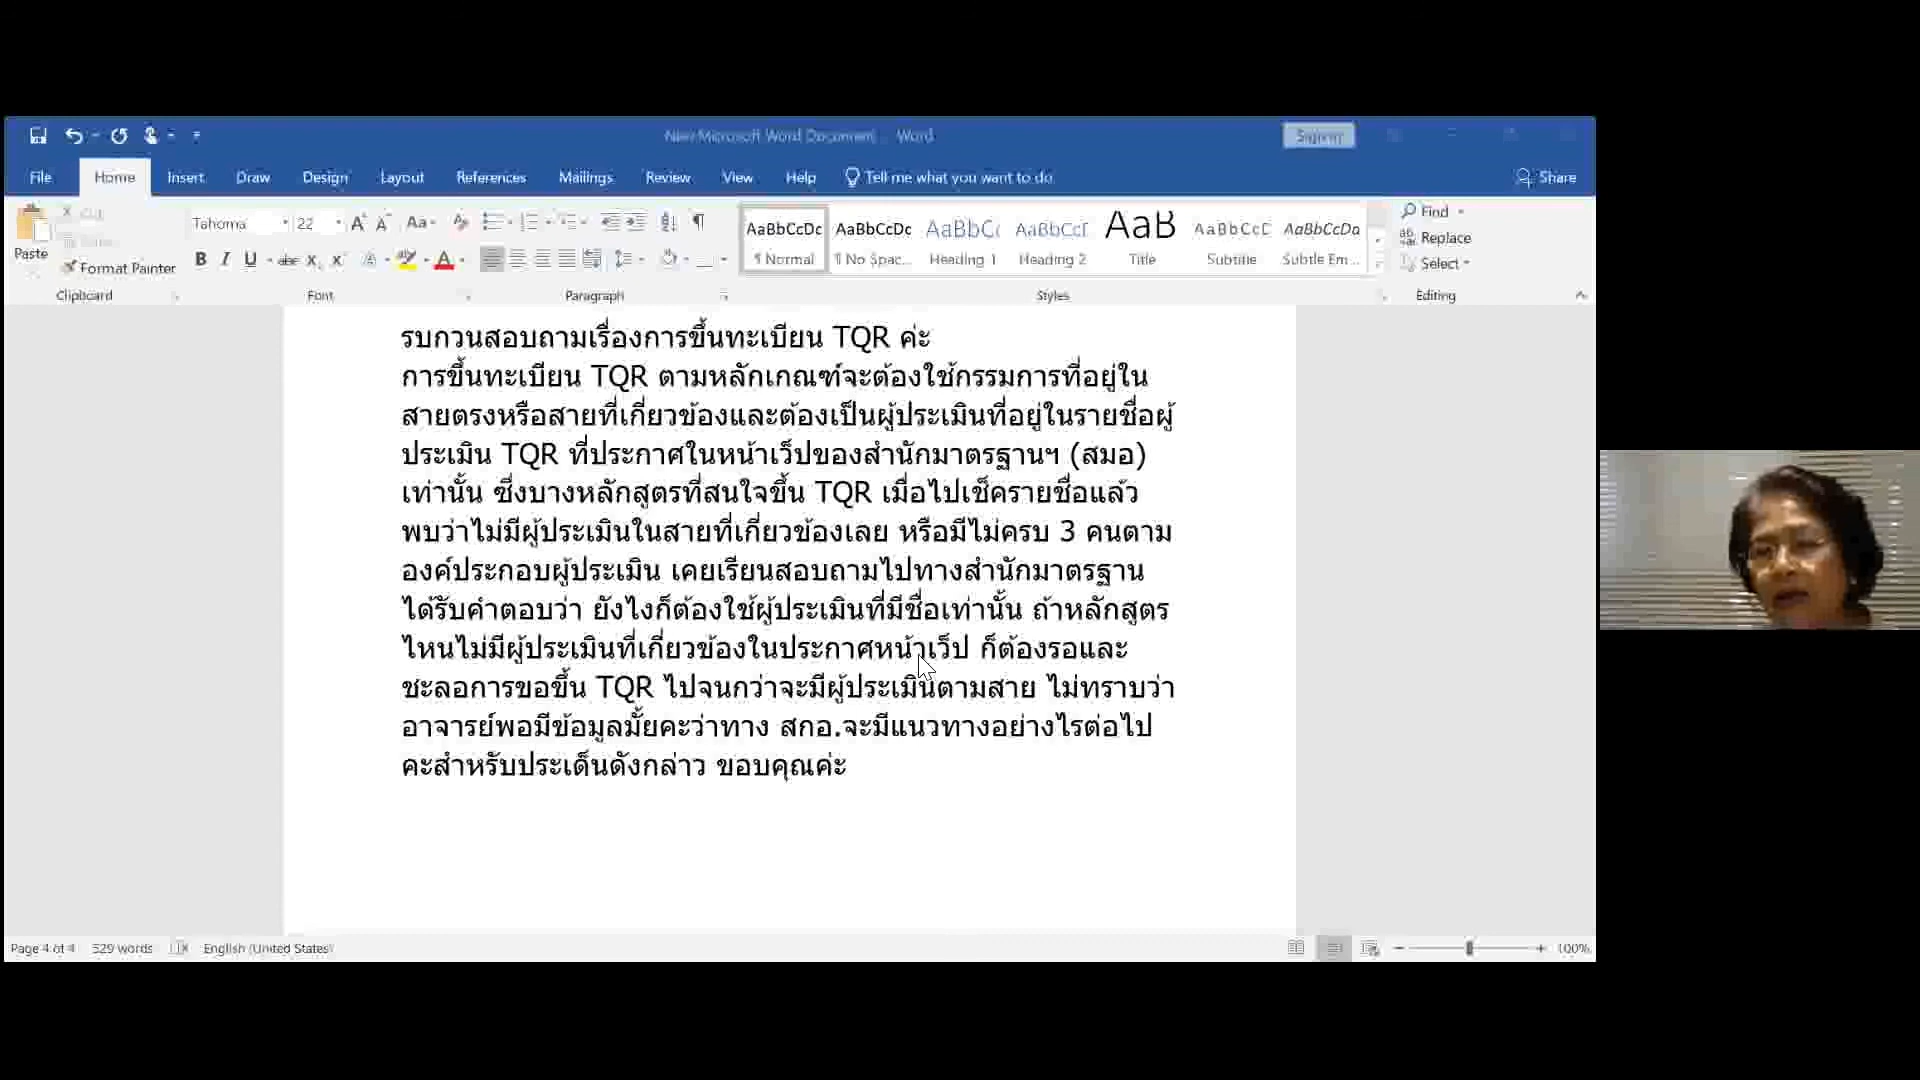 New Microsoft Word Document - Word
File Home Insert Draw Design Layout References Mailings Review View Help Tell me what you want to do Share
Paste
Cut
Format Painter
Clipboard
Tahoma 22
Font
Paragraph
AaBbCcDc AaBbCcDc AaBbC( AaBbCcE AaB AaBbCcC AaBbCcDa
¶ Normal ¶ No Spac... Heading 1 Heading 2 Title Subtitle Subtle Em...
Styles
Find
Replace
Select
Editing
รบกวนสอบถามเรื่องการขึ้นทะเบียน TQR ค่ะ
การขึ้นทะเบียน TQR ตามหลักเกณฑ์จะต้องใช้กรรมการที่อยู่ใน
สายตรงหรือสายที่เกี่ยวข้องและต้องเป็นผู้ประเมินที่อยู่ในรายชื่อผู้
ประเมิน TQR ที่ประกาศในหน้าเว็ปของสำนักมาตรฐานฯ (สมอ)
เท่านั้น ซึ่งบางหลักสูตรที่สนใจขึ้น TQR เมื่อไปเช็ครายชื่อแล้ว
พบว่าไม่มีผู้ประเมินในสายที่เกี่ยวข้องเลย หรือมีไม่ครบ 3 คนตาม
องค์ประกอบผู้ประเมิน เคยเรียนสอบถามไปทางสำนักมาตรฐาน
ได้รับคำตอบว่า ยังไงก็ต้องใช้ผู้ประเมินที่มีชื่อเท่านั้น ถ้าหลักสูตร
ไหนไม่มีผู้ประเมินที่เกี่ยวข้องในประกาศหน้าเว็ป ก็ต้องรอและ
ชะลอการขอขึ้น TQR ไปจนกว่าจะมีผู้ประเมินตามสาย ไม่ทราบว่า
อาจารย์พอมีข้อมูลมั้ยคะว่าทาง สกอ.จะมีแนวทางอย่างไรต่อไป
คะสำหรับประเด็นดังกล่าว ขอบคุณค่ะ
Page 4 of 4 529 words English (United States) 100%